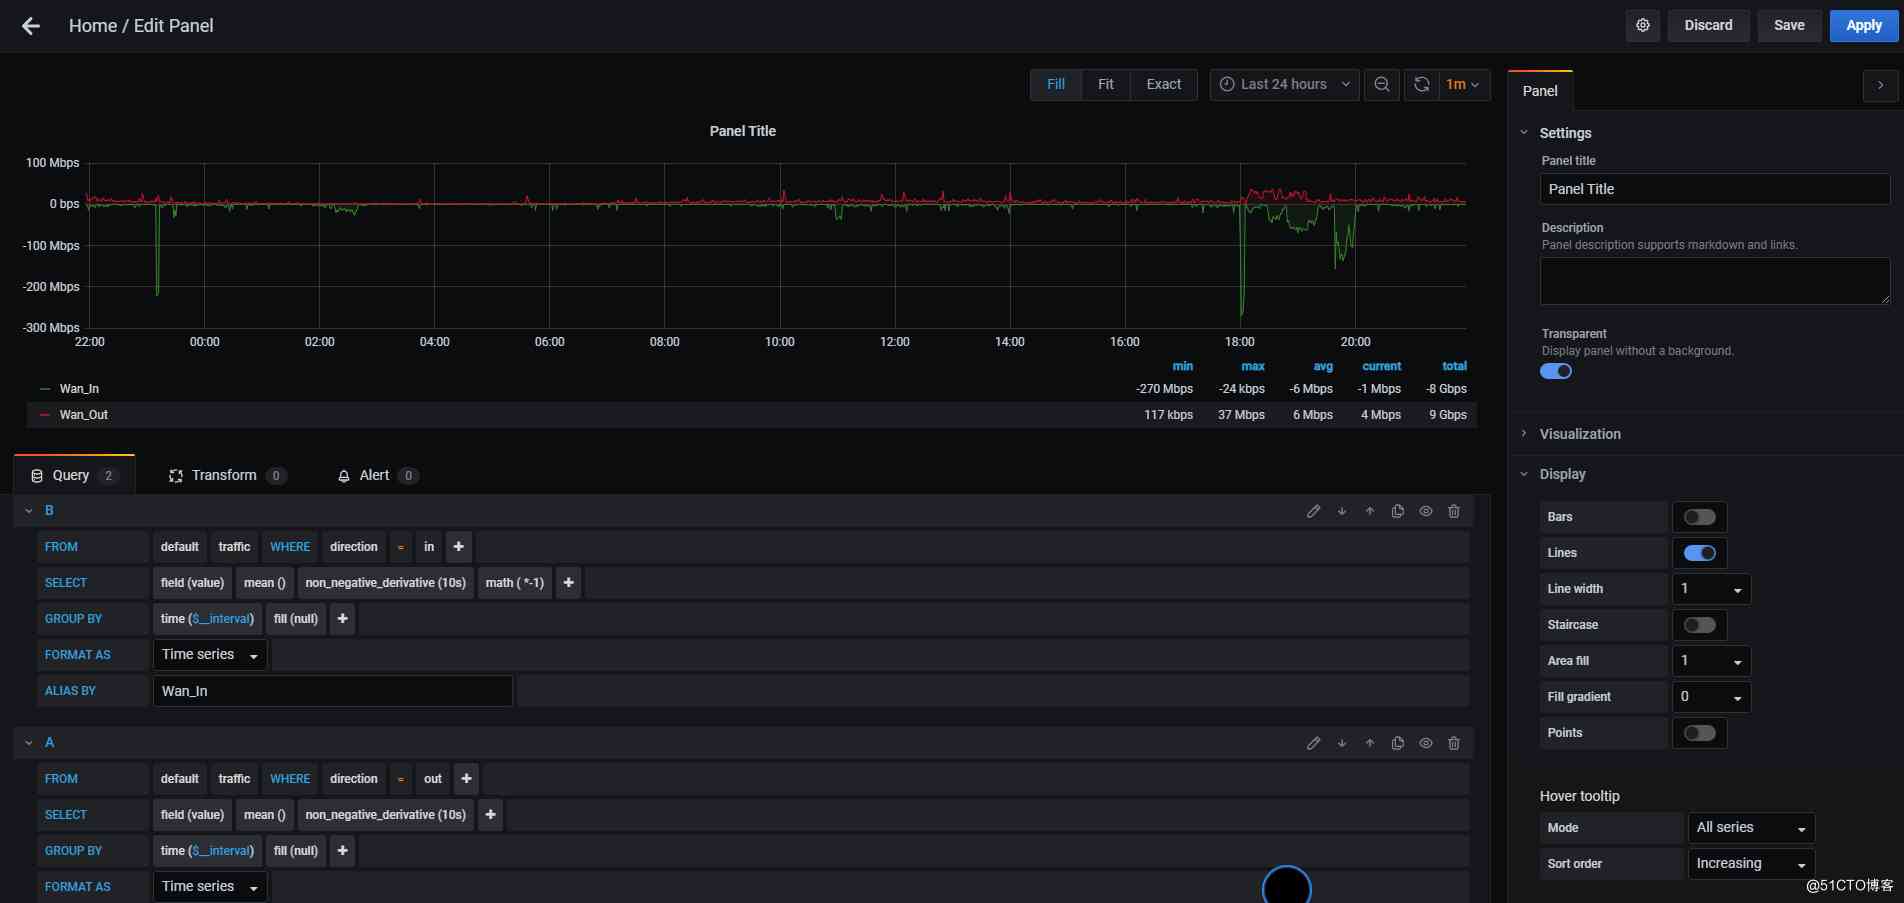 Home / Edit Panel
Discard
Save
Apply
Fill
Fit
Exact
Last 24 hours
1m
Panel Title
100 Mbps
0 bps
-100 Mbps
-200 Mbps
-300 Mbps
22:00 00:00 02:00 04:00 06:00 08:00 10:00 12:00 14:00 16:00 18:00 20:00
min max avg current total
Wan_In -270 Mbps -24 kbps -6 Mbps -1 Mbps -8 Gbps
Wan_Out 117 kbps 37 Mbps 6 Mbps 4 Mbps 9 Gbps
Query 2
Transform 0
Alert 0
B
FROM default traffic WHERE direction = in +
SELECT field (value) mean () non_negative_derivative (10s) math ( *-1) +
GROUP BY time ($__interval) fill (null) +
FORMAT AS Time series
ALIAS BY Wan_In
A
FROM default traffic WHERE direction = out +
SELECT field (value) mean () non_negative_derivative (10s) +
GROUP BY time ($__interval) fill (null) +
FORMAT AS Time series
Panel
Settings
Panel title
Panel Title
Description
Panel description supports markdown and links.
Transparent
Display panel without a background.
Visualization
Display
Bars
Lines
Line width 1
Staircase
Area fill 1
Fill gradient 0
Points
Hover tooltip
Mode All series
Sort order Increasing
@51CTO博客